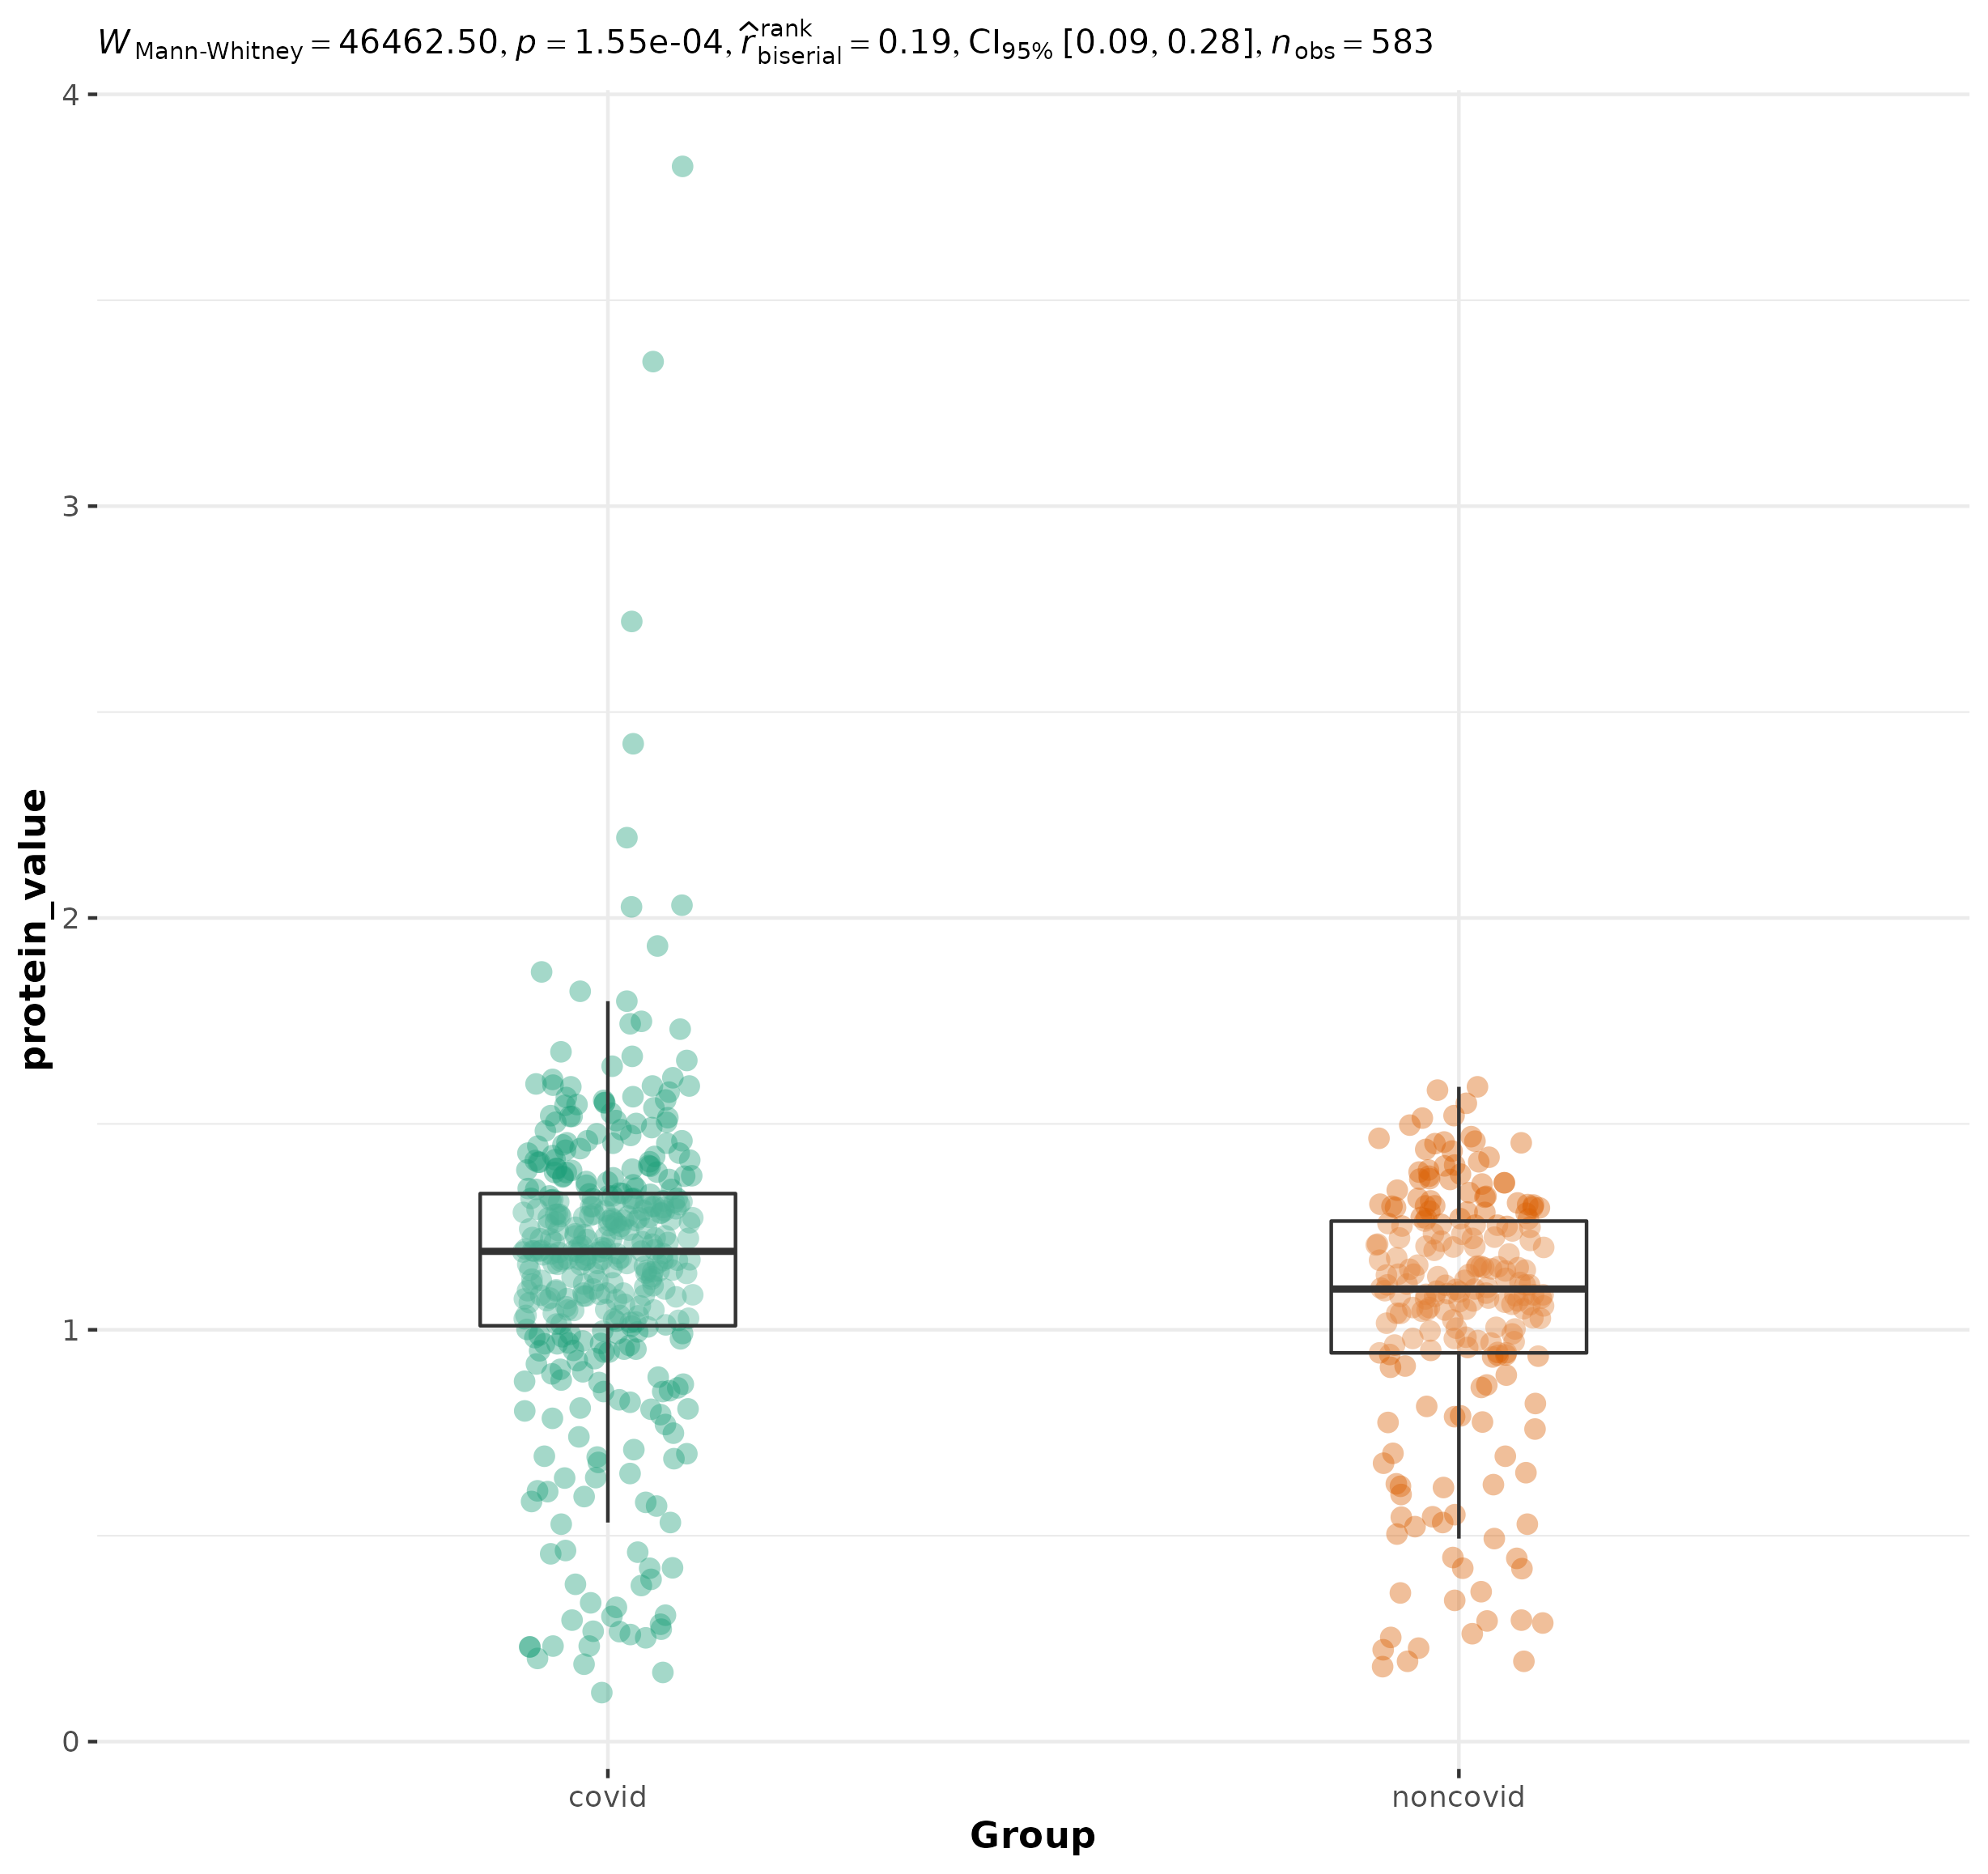 W Mann-Whitney = 46462.50, p = 1.55e-04, r̂ rank biserial = 0.19, CI95% [0.09, 0.28], n obs = 583
4
3
2
1
0
protein_value
covid noncovid
Group